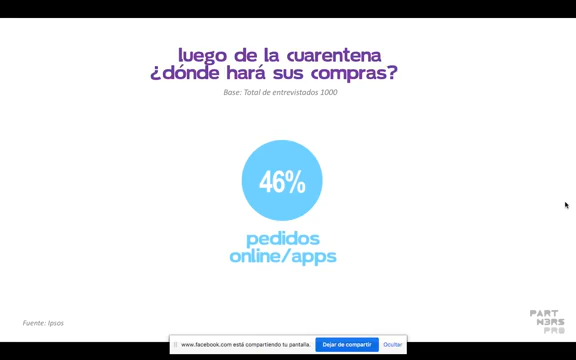 luego de la cuarentena
¿dónde hará sus compras?
Base: Total de entrevistados 1000
46%
pedidos
online/apps
Fuente: Ipsos
PART
N3RS
PRO
www.facebook.com está compartiendo tu pantalla. Dejar de compartir Ocultar